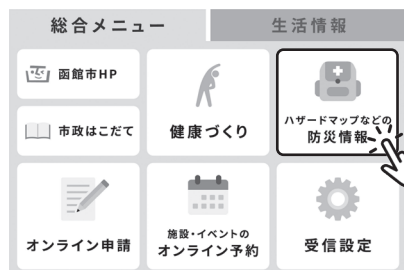 総合メニュー
生活情報
函館市HP
市政はこだて
健康づくり
ハザードマップなどの
防災情報
オンライン申請
施設・イベントの
オンライン予約
受信設定